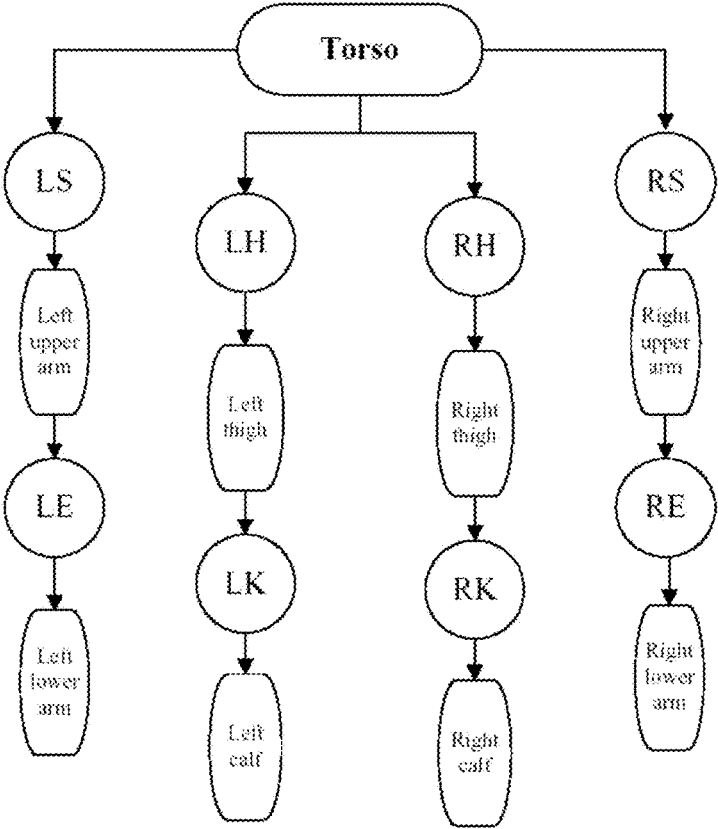 Torso
LS
RS
LH
RH
Left
upper
arm
Right
upper
arm
Left
thigh
Right
thigh
LE
RE
LK
RK
Left
lower
arm
Right
lower
arm
Left
calf
Right
calf